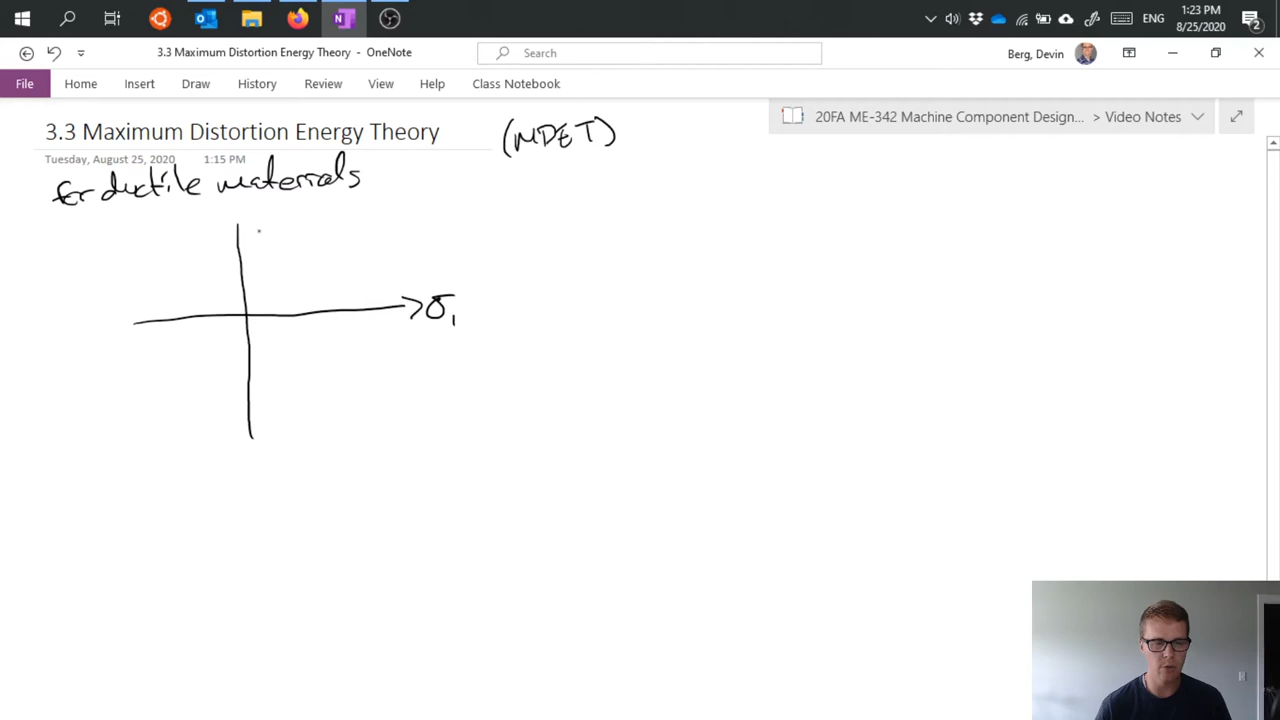 1:23 PM
ENG
8/25/2020
2
3.3 Maximum Distortion Energy Theory - OneNote
Search
Berg, Devin
File Home Insert Draw History Review View Help Class Notebook
20FA ME-342 Machine Component Design... > Video Notes
3.3 Maximum Distortion Energy Theory (MDET)
Tuesday, August 25, 2020 1:15 PM
for ductile materials
σ₁